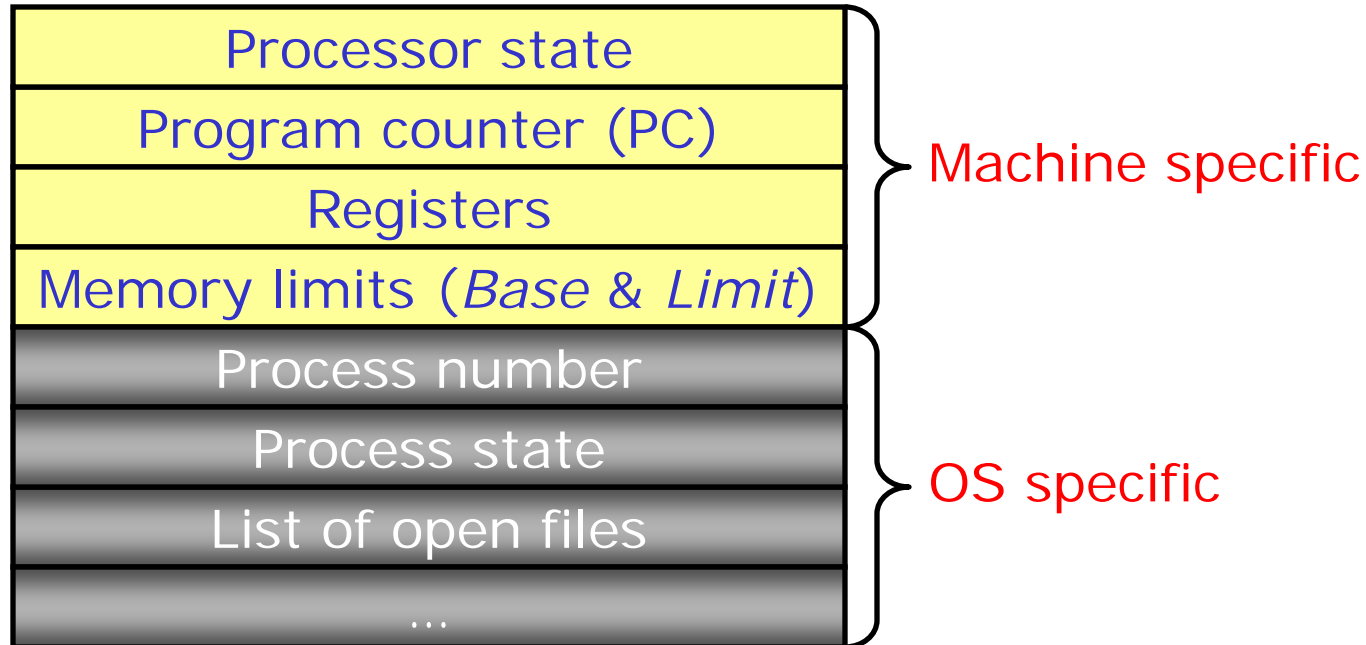 Processor state
Program counter (PC)
Registers
Memory limits (Base & Limit)
Machine specific
Process number
Process state
List of open files
...
OS specific